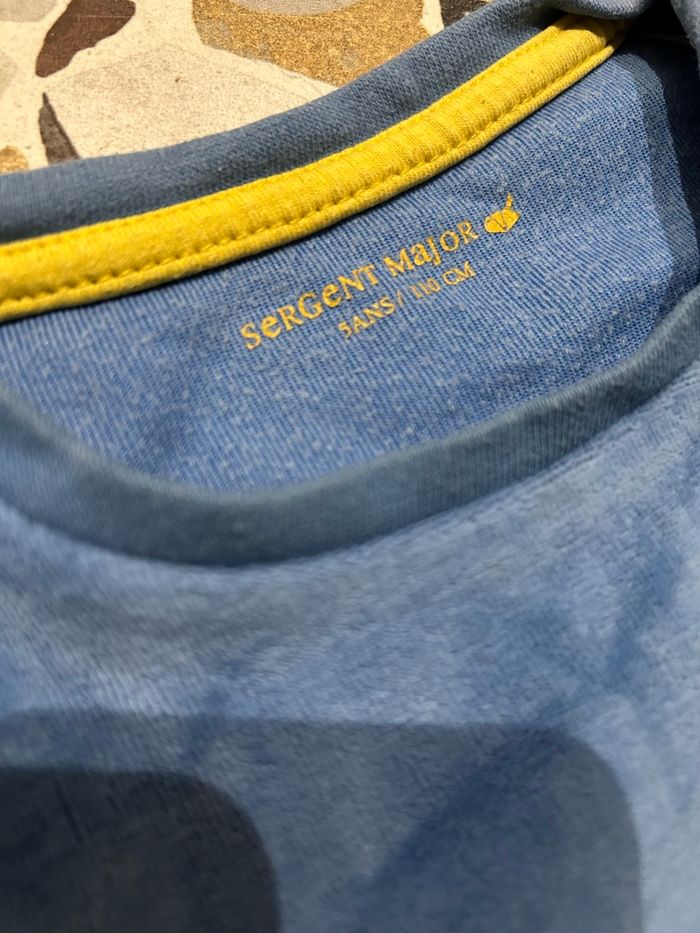 SeRGeNT MaJOR
5ANS / 110 CM